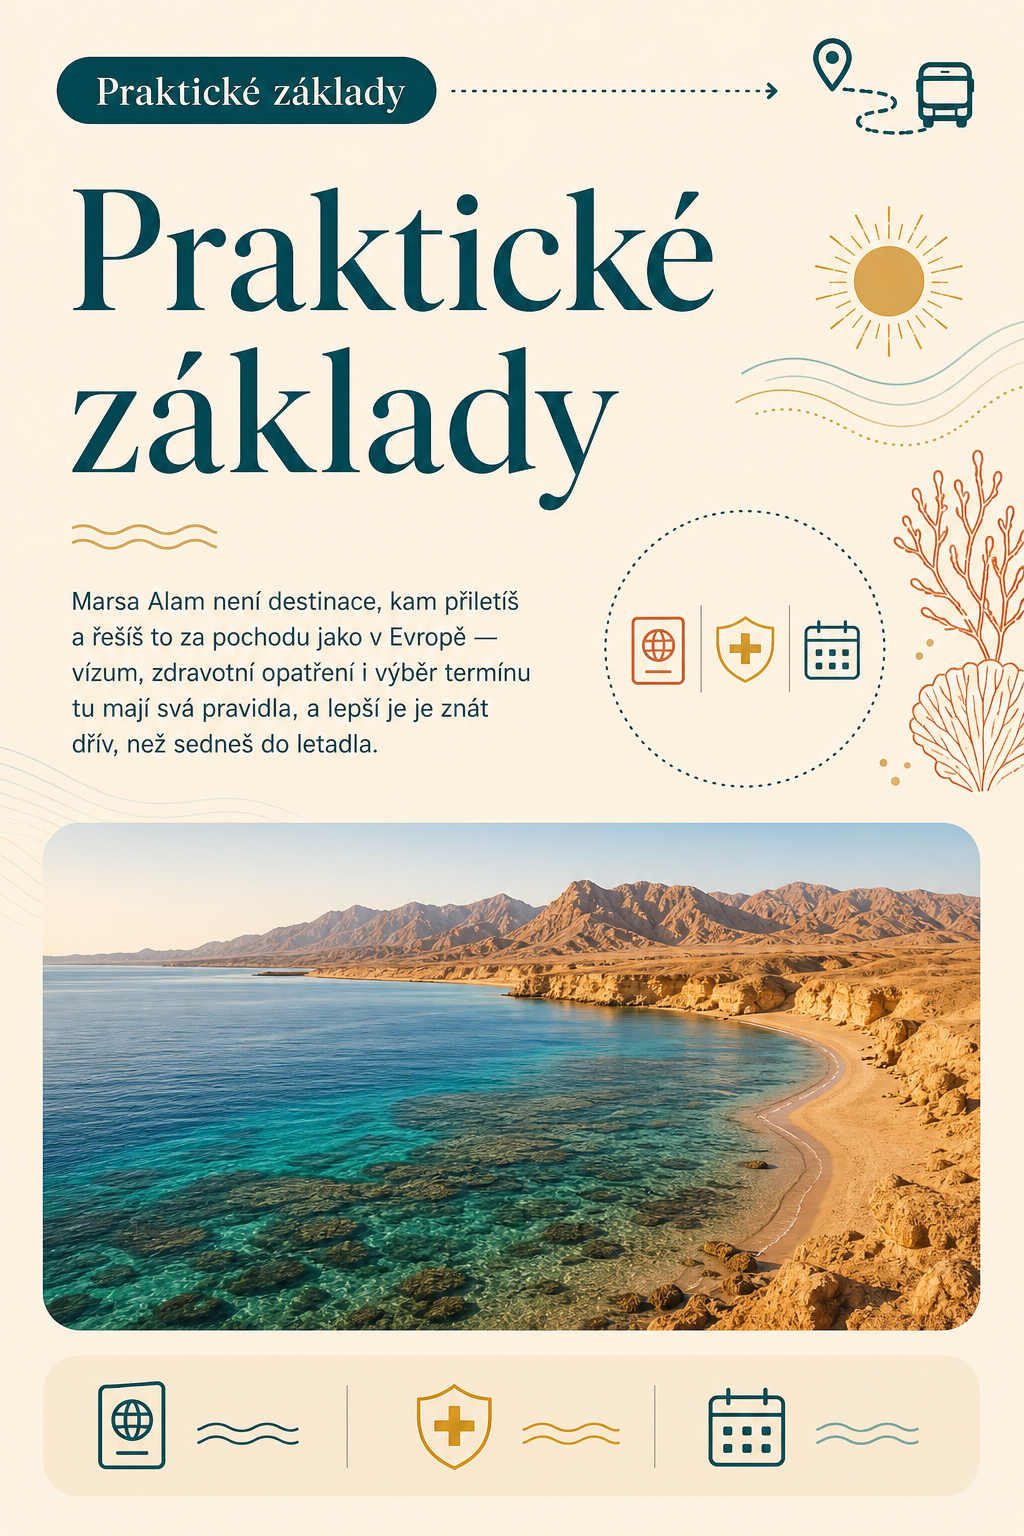 Praktické základy
Praktické
základy
Marsa Alam není destinace, kam přiletíš
a řešíš to za pochodu jako v Evropě —
vízum, zdravotní opatření i výběr termínu
tu mají svá pravidla, a lepší je je znát
dřív, než sedneš do letadla.